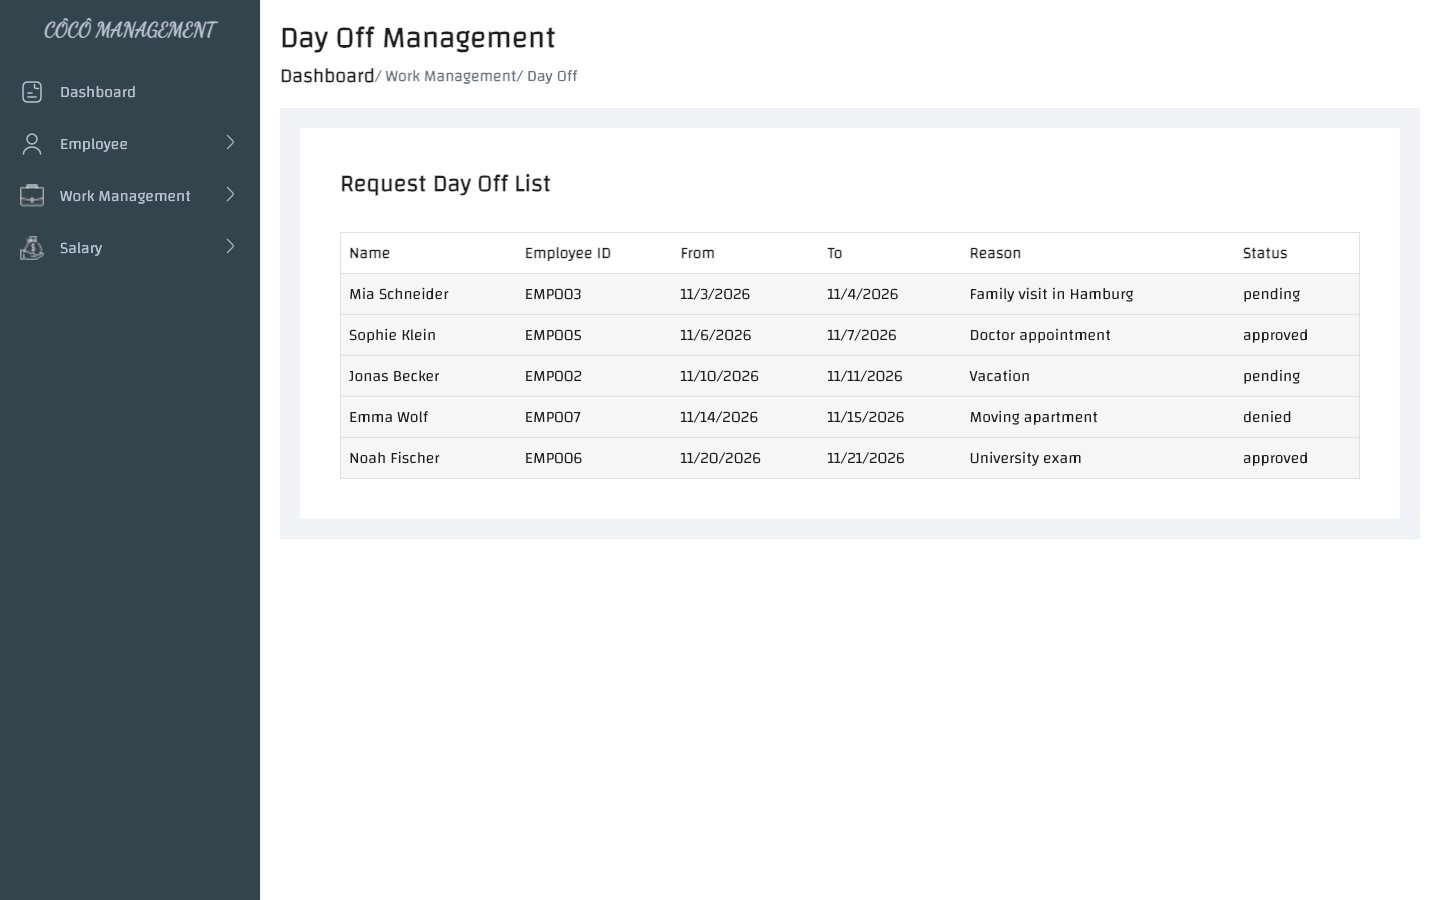 CÔCÔ MANAGEMENT
Dashboard
Employee
Work Management
Salary
Day Off Management
Dashboard/ Work Management/ Day Off
Request Day Off List
Name Employee ID From To Reason Status
Mia Schneider EMP003 11/3/2026 11/4/2026 Family visit in Hamburg pending
Sophie Klein EMP005 11/6/2026 11/7/2026 Doctor appointment approved
Jonas Becker EMP002 11/10/2026 11/11/2026 Vacation pending
Emma Wolf EMP007 11/14/2026 11/15/2026 Moving apartment denied
Noah Fischer EMP006 11/20/2026 11/21/2026 University exam approved